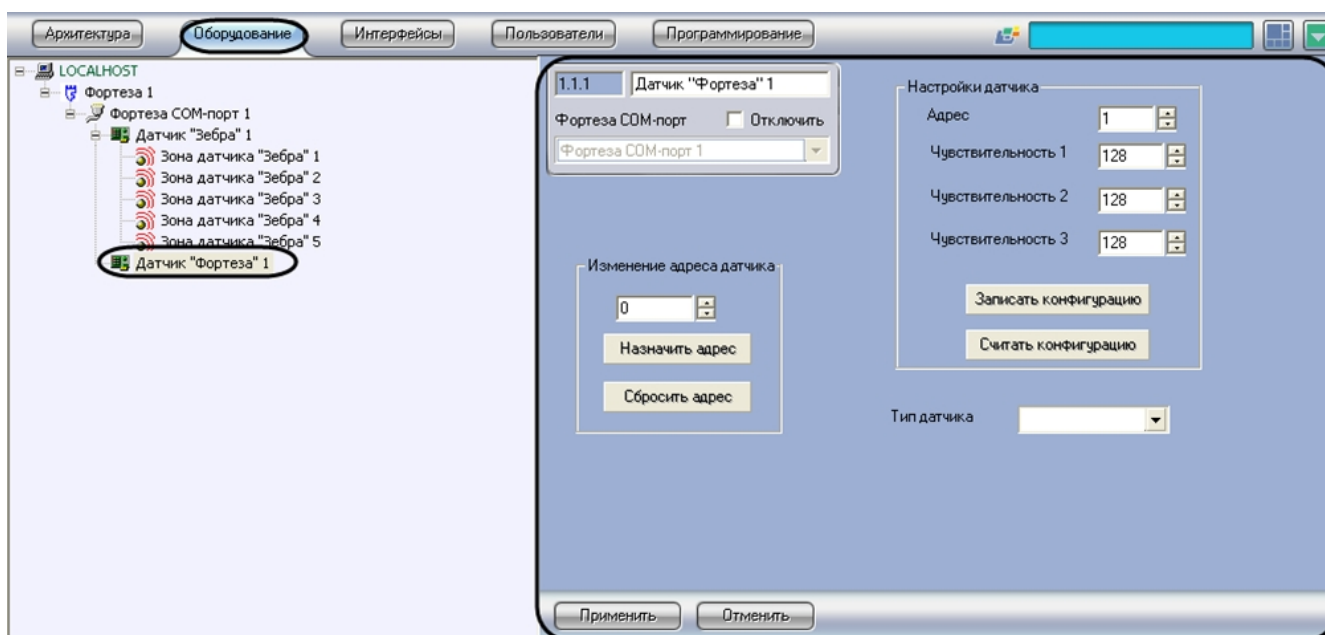 Архитектура Оборудование Интерфейсы Пользователи Программирование
LOCALHOST
Фортеза 1
Фортеза COM-порт 1
Датчик "Зебра" 1
Зона датчика "Зебра" 1
Зона датчика "Зебра" 2
Зона датчика "Зебра" 3
Зона датчика "Зебра" 4
Зона датчика "Зебра" 5
Датчик "Фортеза" 1
1.1.1 Датчик "Фортеза" 1
Фортеза COM-порт Отключить
Фортеза COM-порт 1
Изменение адреса датчика
0
Назначить адрес
Сбросить адрес
Настройки датчика
Адрес 1
Чувствительность 1 128
Чувствительность 2 128
Чувствительность 3 128
Записать конфигурацию
Считать конфигурацию
Тип датчика
Применить Отменить